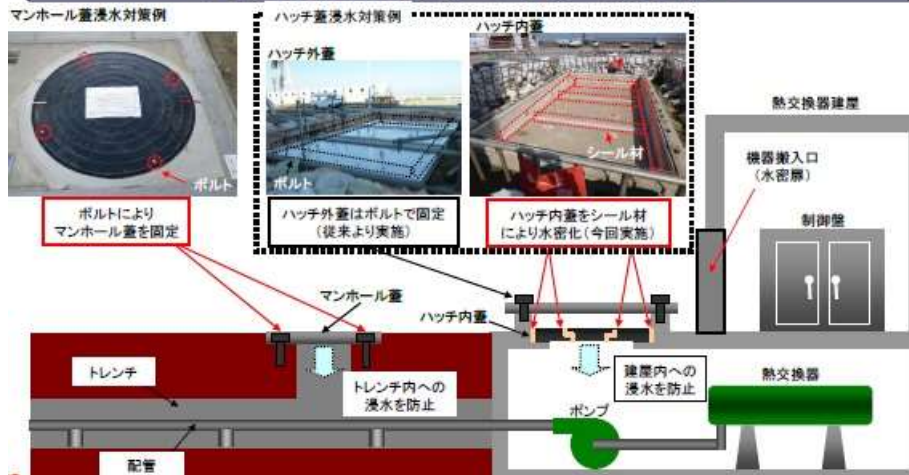 マンホール蓋浸水対策例
ハッチ蓋浸水対策例
ハッチ外蓋
ハッチ内蓋
ボルト
ボルト
シール材
ボルトにより
マンホール蓋を固定
ハッチ外蓋はボルトで固定
(従来より実施)
ハッチ内蓋をシール材
により水密化(今回実施)
熱交換器建屋
機器搬入口
(水密扉)
制御盤
マンホール蓋
ハッチ内蓋
トレンチ
トレンチ内への
浸水を防止
建屋内への
浸水を防止
熱交換器
ポンプ
配管